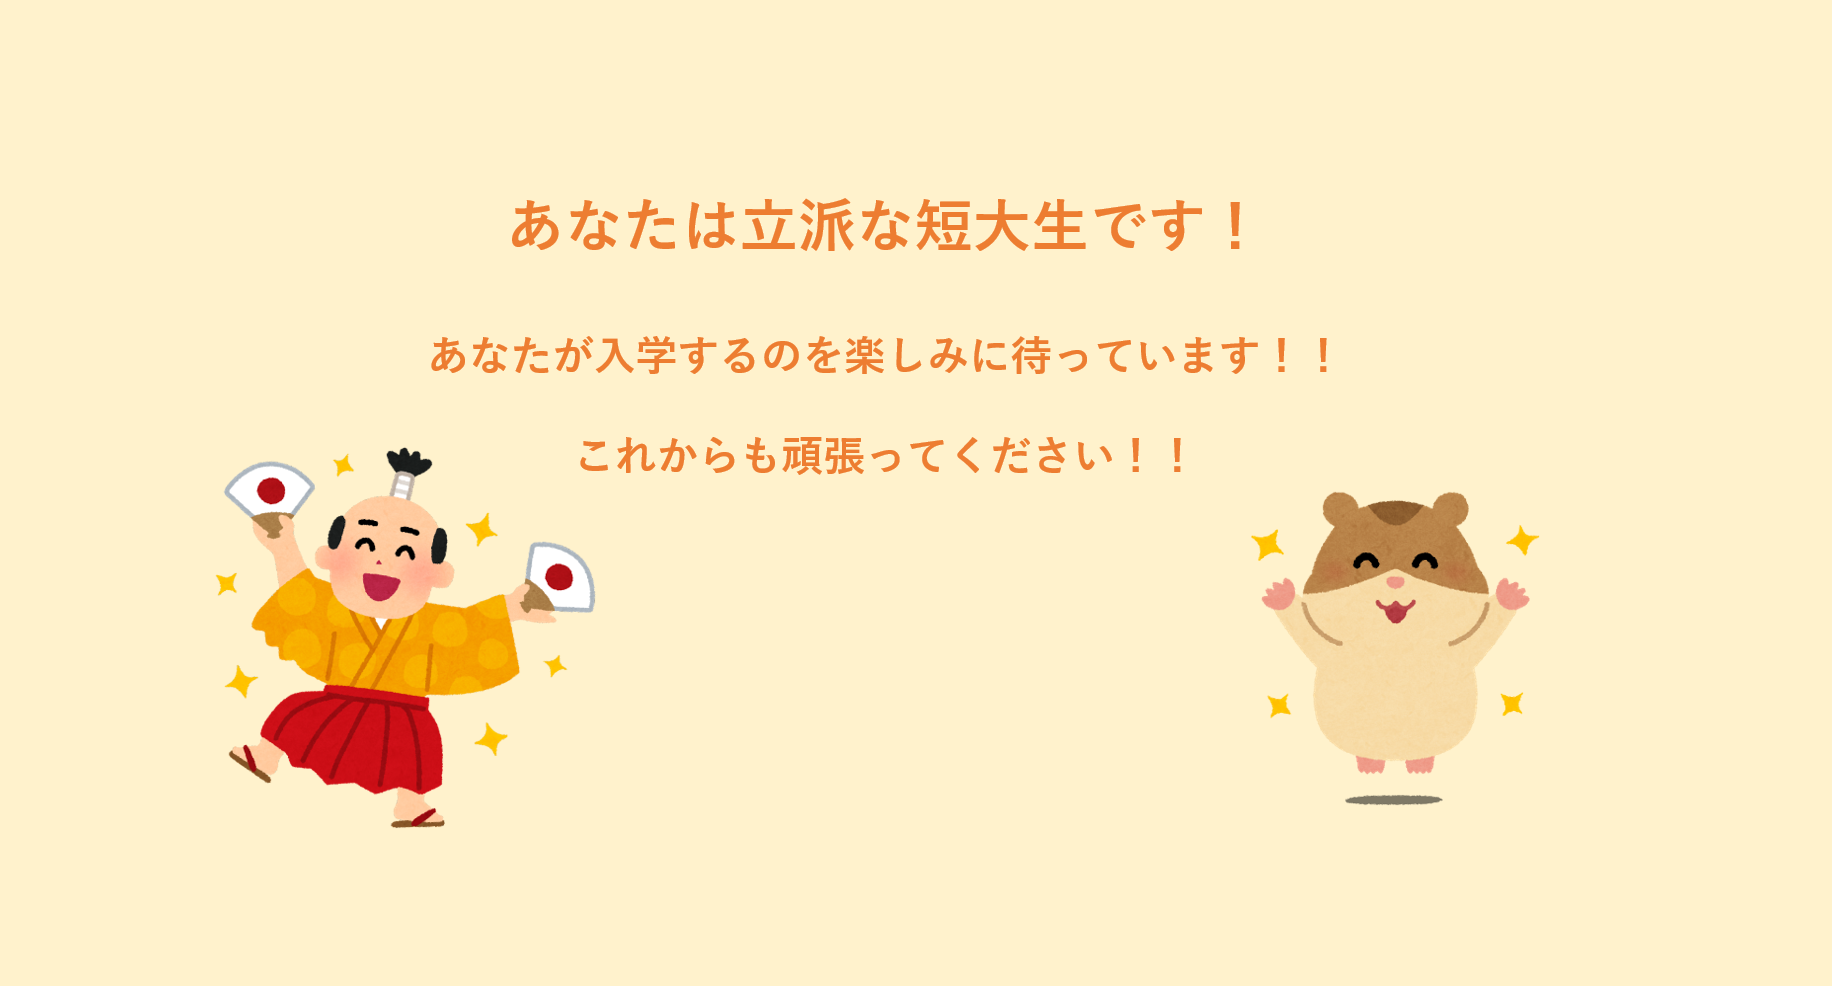 あなたは立派な短大生です！
あなたが入学するのを楽しみに待っています！！
これからも頑張ってください！！